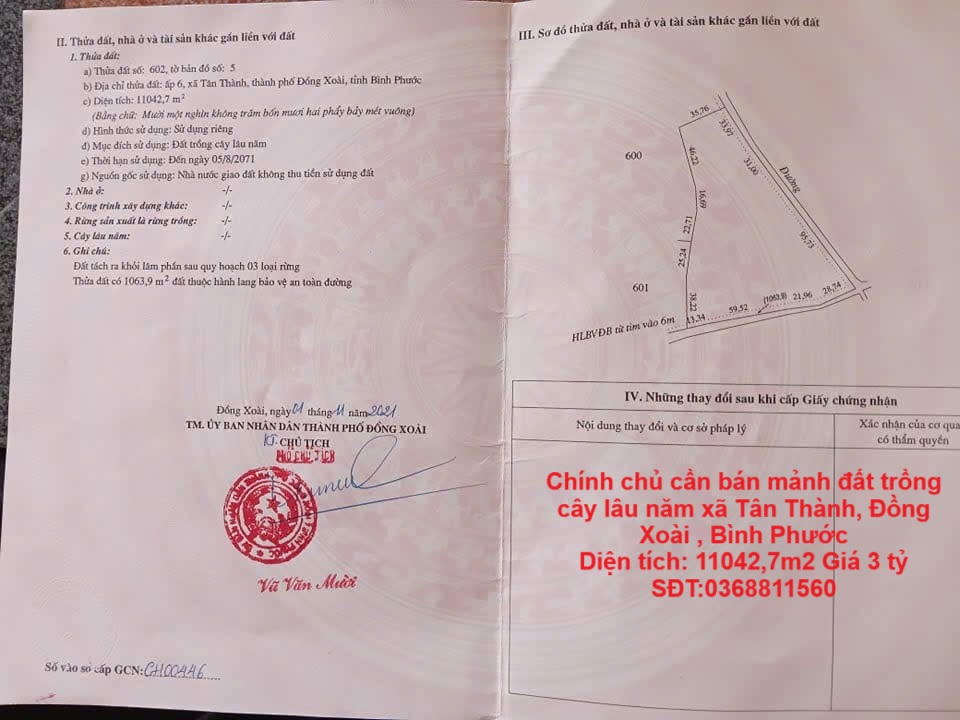 II. Thửa đất, nhà ở và tài sản khác gắn liền với đất
1. Thửa đất:
a) Thửa đất số: 602, tờ bản đồ số: 5
b) Địa chỉ thửa đất: ấp 6, xã Tân Thành, thành phố Đồng Xoài, tỉnh Bình Phước
c) Diện tích: 11042,7 m²
(Bằng chữ: Mười một nghìn không trăm bốn mươi hai phẩy bảy mét vuông)
d) Hình thức sử dụng: Sử dụng riêng
đ) Mục đích sử dụng: Đất trồng cây lâu năm
e) Thời hạn sử dụng: Đến ngày 05/8/2071
g) Nguồn gốc sử dụng: Nhà nước giao đất không thu tiền sử dụng đất
2. Nhà ở: -/-
3. Công trình xây dựng khác: -/-
4. Rừng sản xuất là rừng trồng: -/-
5. Cây lâu năm: -/-
6. Ghi chú:
Đất tách ra khỏi lâm phần sau quy hoạch 03 loại rừng
Thửa đất có 1063,9 m² đất thuộc hành lang bảo vệ an toàn đường
Đồng Xoài, ngày 01 tháng 11 năm 2021
TM. ỦY BAN NHÂN DÂN THÀNH PHỐ ĐỒNG XOÀI
KT. CHỦ TỊCH
PHÓ CHỦ TỊCH
Vũ Văn Mười
Số vào sổ cấp GCN: CH00446
III. Sơ đồ thửa đất, nhà ở và tài sản khác gắn liền với đất
35,76
33,97
600
46,22
31,00
Đường
16,69
22,71
95,73
25,24
601
38,22
28,74
21,96
(1063,9)
59,52
13,34
HLBVĐB từ tim vào 6m
IV. Những thay đổi sau khi cấp Giấy chứng nhận
Nội dung thay đổi và cơ sở pháp lý
Xác nhận của cơ qua
có thẩm quyền
Chính chủ cần bán mảnh đất trồng
cây lâu năm xã Tân Thành, Đồng
Xoài , Bình Phước
Diện tích: 11042,7m2 Giá 3 tỷ
SĐT:0368811560